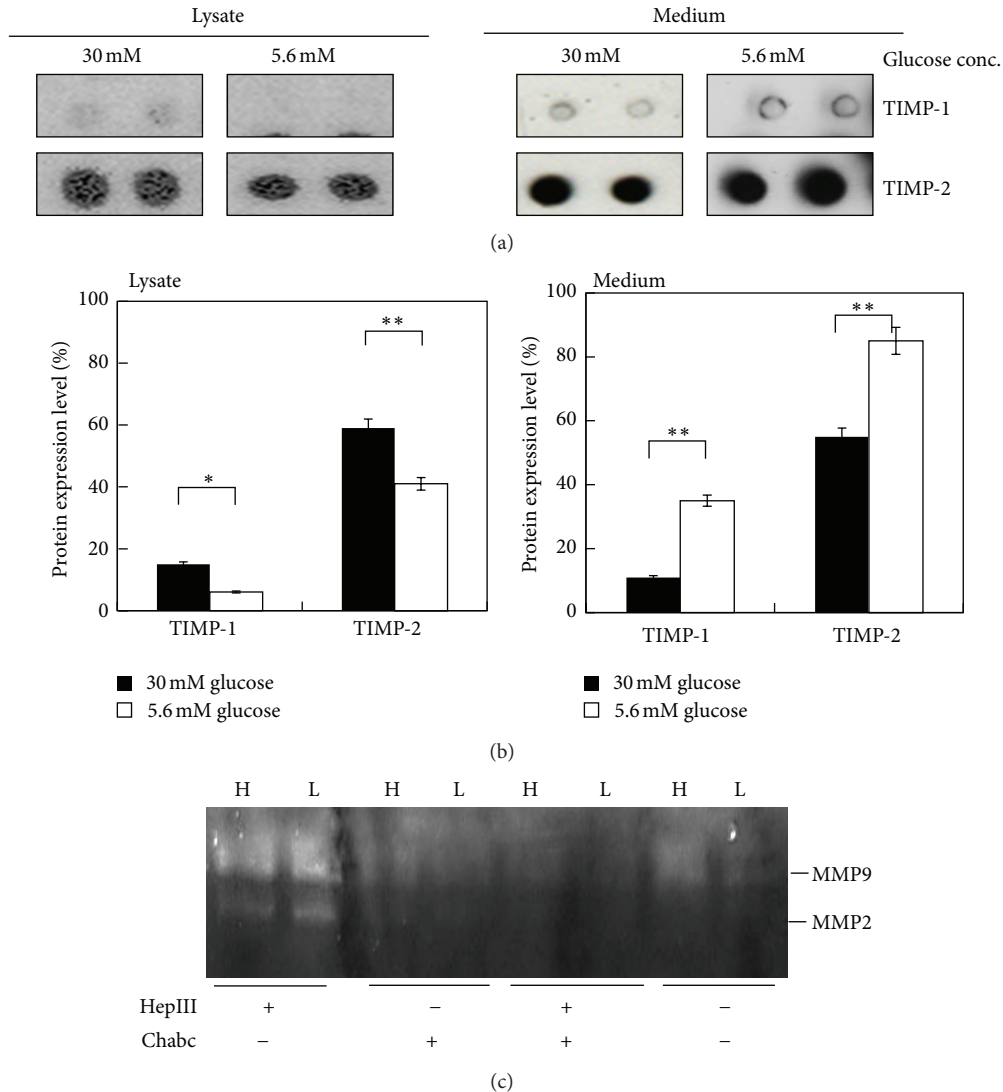 Lysate Medium
30 mM 5.6 mM 30 mM 5.6 mM Glucose conc.
TIMP-1
TIMP-2
(a)
Lysate Medium
Protein expression level (%)
100
80
60
40
20
0
**
*
TIMP-1 TIMP-2
30 mM glucose
5.6 mM glucose
Protein expression level (%)
100
80
60
40
20
0
**
**
TIMP-1 TIMP-2
30 mM glucose
5.6 mM glucose
(b)
H L H L H L H L
MMP9
MMP2
HepIII + − + −
Chabc − + + −
(c)